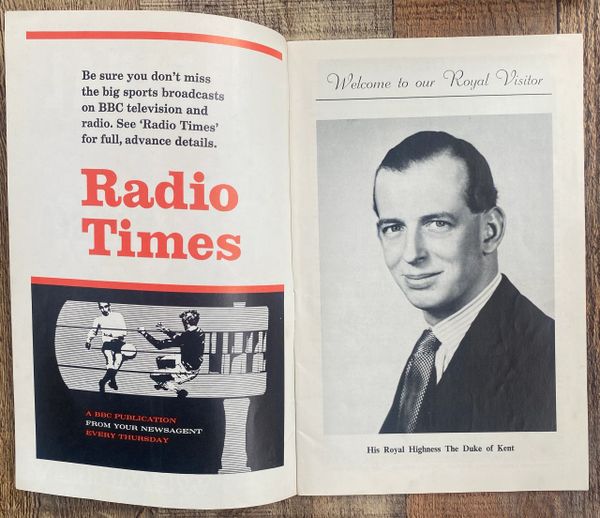 Be sure you don't miss
the big sports broadcasts
on BBC television and
radio. See 'Radio Times'
for full, advance details.
Radio
Times
A BBC PUBLICATION
FROM YOUR NEWSAGENT
EVERY THURSDAY
Welcome to our Royal Visitor
His Royal Highness The Duke of Kent